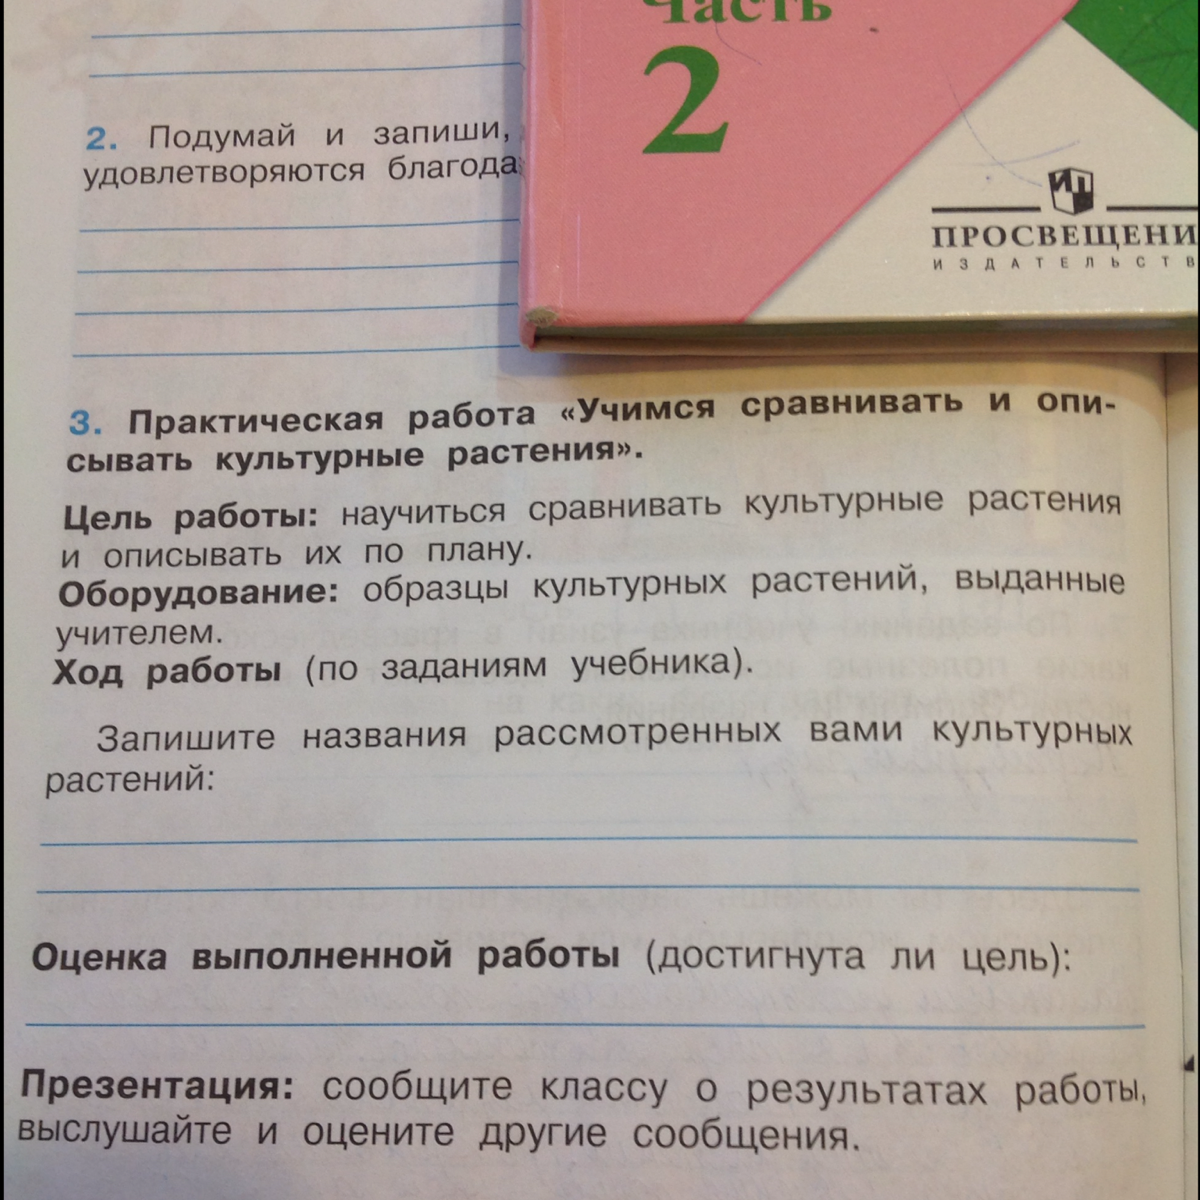 Часть
2
ПРОСВЕЩЕНИ
ИЗДАТЕЛЬСТВ
2. Подумай и запиши,
удовлетворяются благода
3. Практическая работа «Учимся сравнивать и опи-
сывать культурные растения».
Цель работы: научиться сравнивать культурные растения
и описывать их по плану.
Оборудование: образцы культурных растений, выданные
учителем.
Ход работы (по заданиям учебника).
Запишите названия рассмотренных вами культурных
растений:
Оценка выполненной работы (достигнута ли цель):
Презентация: сообщите классу о результатах работы,
выслушайте и оцените другие сообщения.